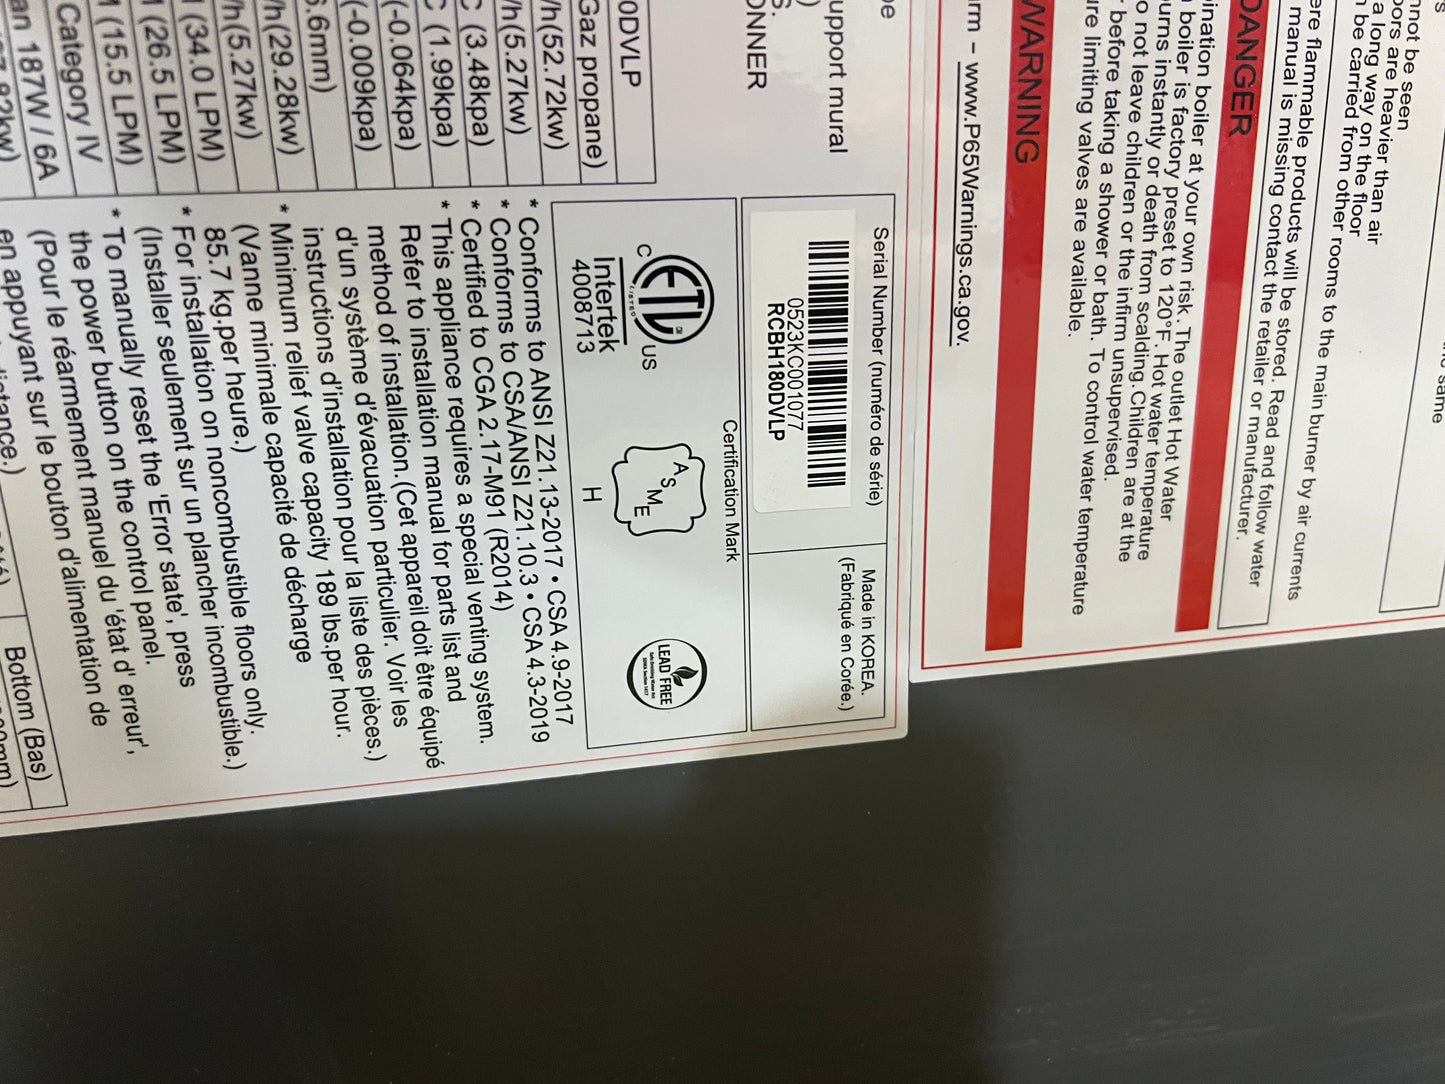 nnot be seen
ors are heavier than air
a long way on the floor
be carried from other rooms to the main burner by air currents
same
ere flammable products will be stored. Read and follow water
manual is missing contact the retailer or manufacturer.
DANGER
ination boiler at your own risk. The outlet Hot Water
boiler is factory preset to 120°F. Hot water temperature
urns instantly or death from scalding. Children are at the
o not leave children or the infirm unsupervised.
before taking a shower or bath. To control water temperature
ure limiting valves are available.
WARNING
arm – www.P65Warnings.ca.gov.
pe
upport mural
)
S.
ONNER
Serial Number (numéro de série)
0523KC001077
RCBH180DVLP
Made in KOREA.
(Fabriqué en Corée.)
Certification Mark
ETL
CM
LISTED
C
US
Intertek
4008713
ASME
H
LEAD FREE
0DVLP
Gaz propane)
/h(52.72kw)
/h(5.27kw)
C (3.48kpa)
C (1.99kpa)
(-0.064kpa)
(-0.009kpa)
6.6mm)
/h(29.28kw)
/h(5.27kw)
(34.0 LPM)
(26.5 LPM)
(15.5 LPM)
Category IV
an 187W / 6A
* Conforms to ANSI Z21.13-2017 • CSA 4.9-2017
* Conforms to CSA/ANSI Z21.10.3 • CSA 4.3-2019
* Certified to CGA 2.17-M91 (R2014)
* This appliance requires a special venting system.
Refer to installation manual for parts list and
method of installation. (Cet appareil doit être équipé
d'un système d'évacuation particulier. Voir les
instructions d'installation pour la liste des pièces.)
* Minimum relief valve capacity 189 lbs.per hour.
(Vanne minimale capacité de décharge
85.7 kg.per heure.)
* For installation on noncombustible floors only.
(Installer seulement sur un plancher incombustible.)
* To manually reset the 'Error state', press
the power button on the control panel.
(Pour le réarmement manuel du 'état d' erreur',
en appuyant sur le bouton d'alimentation de
distance.)
Bottom (Bas)